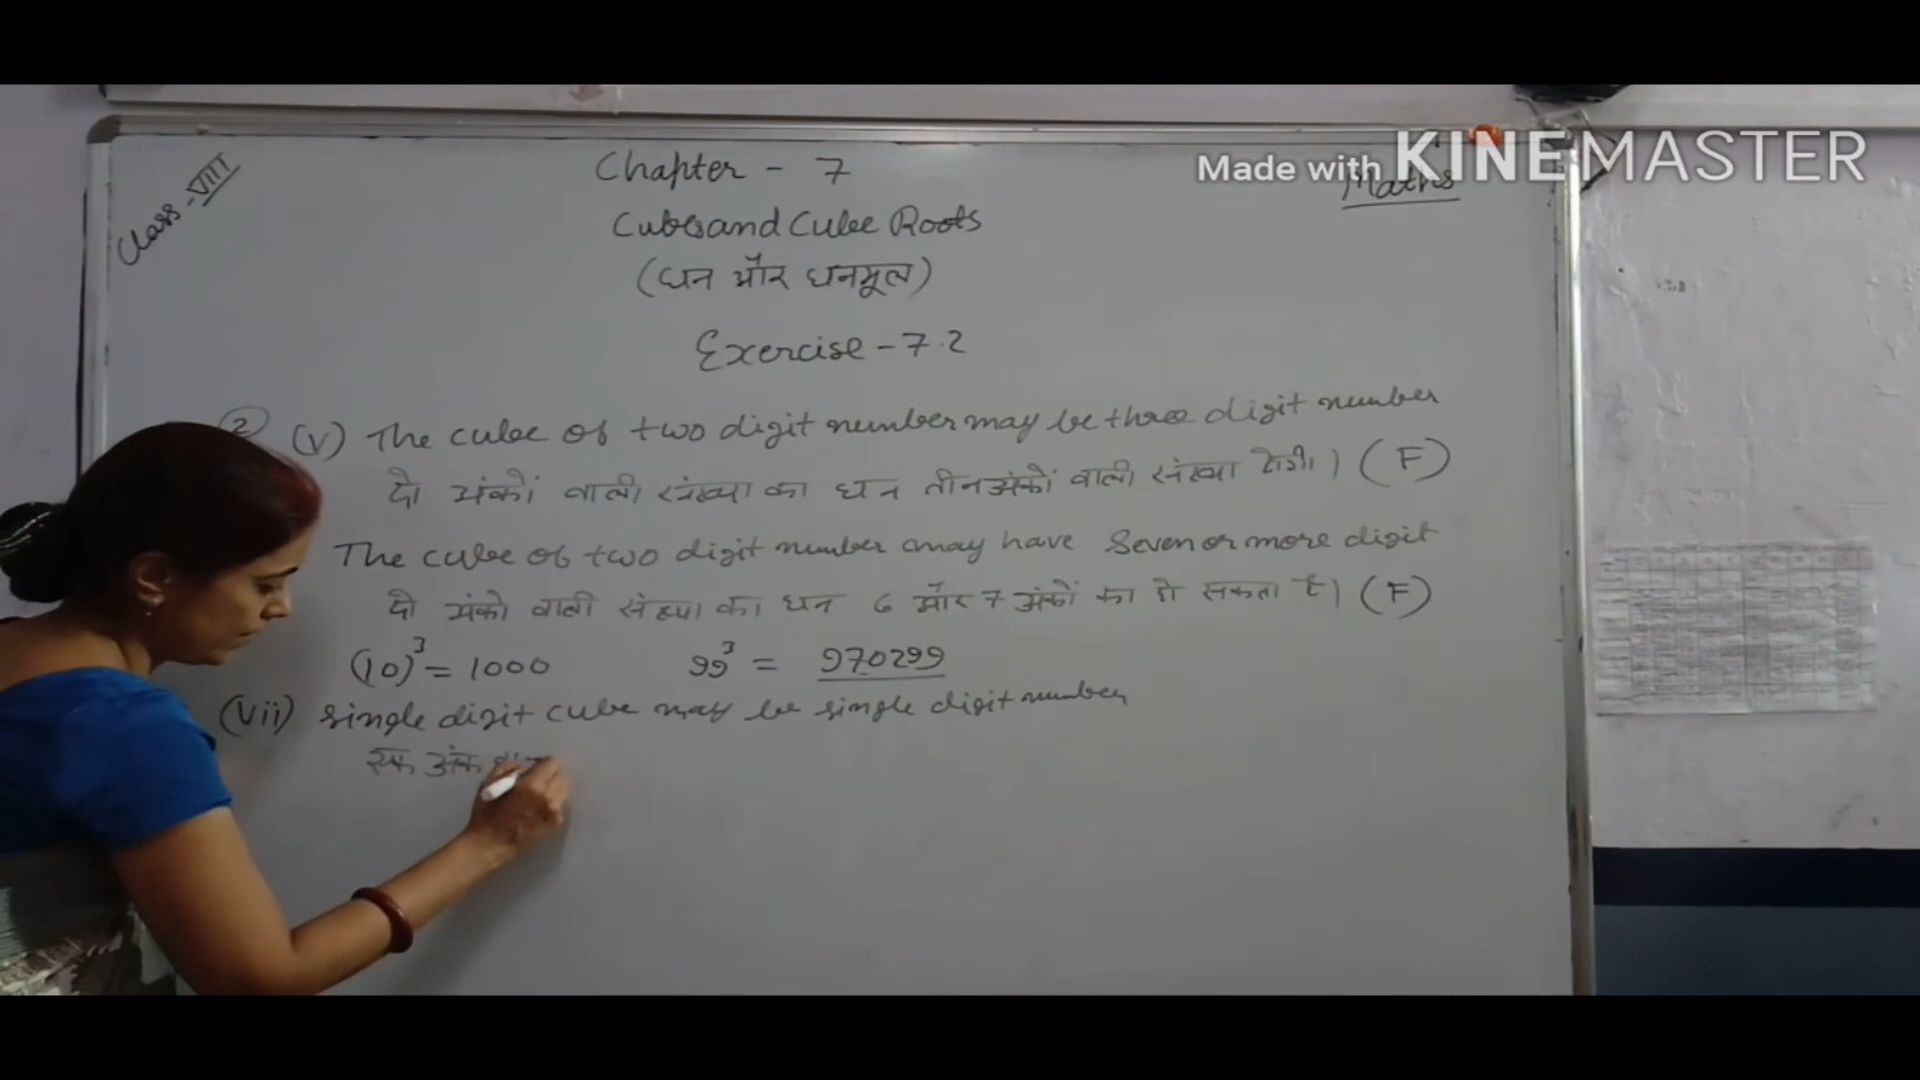 Made with KINEMASTER
Class - VIII
Chapter - 7
Maths
Cubes and Cube Roots
(घन और घनमूल)
Exercise - 7.2
2 (v) The cube of two digit number may be three digit number
दो अंकों वाली संख्या का घन तीन अंकों वाली संख्या होगी। (F)
The cube of two digit number may have Seven or more digit
दो अंको वाली संख्या का घन 6 और 7 अंकों का हो सकता है। (F)
(10)³ = 1000 99³ = 970299
(vii) Single digit cube may be single digit number
एक अंक